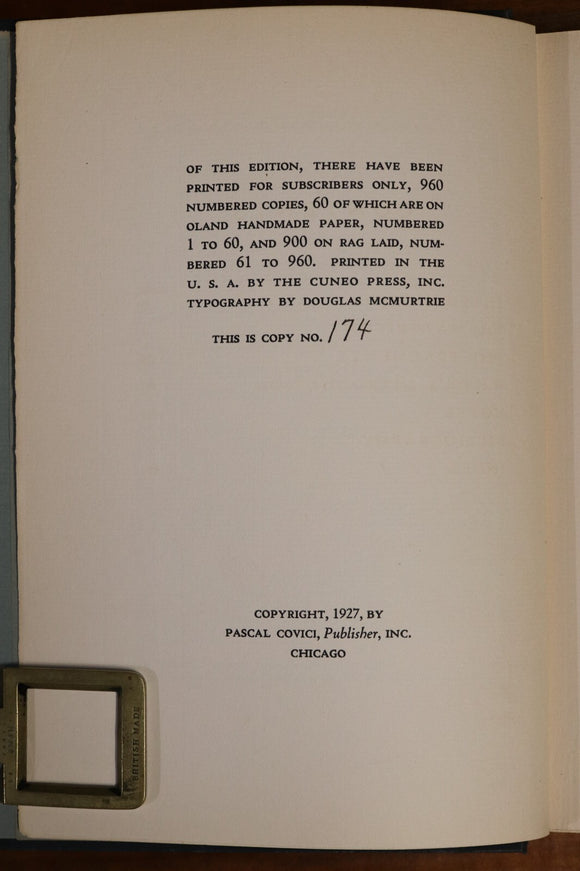 OF THIS EDITION, THERE HAVE BEEN
PRINTED FOR SUBSCRIBERS ONLY, 960
NUMBERED COPIES, 60 OF WHICH ARE ON
OLAND HANDMADE PAPER, NUMBERED
1 TO 60, AND 900 ON RAG LAID, NUM-
BERED 61 TO 960. PRINTED IN THE
U. S. A. BY THE CUNEO PRESS, INC.
TYPOGRAPHY BY DOUGLAS MCMURTRIE
THIS IS COPY NO. 174
COPYRIGHT, 1927, BY
PASCAL COVICI, Publisher, INC.
CHICAGO
BRITISH MADE